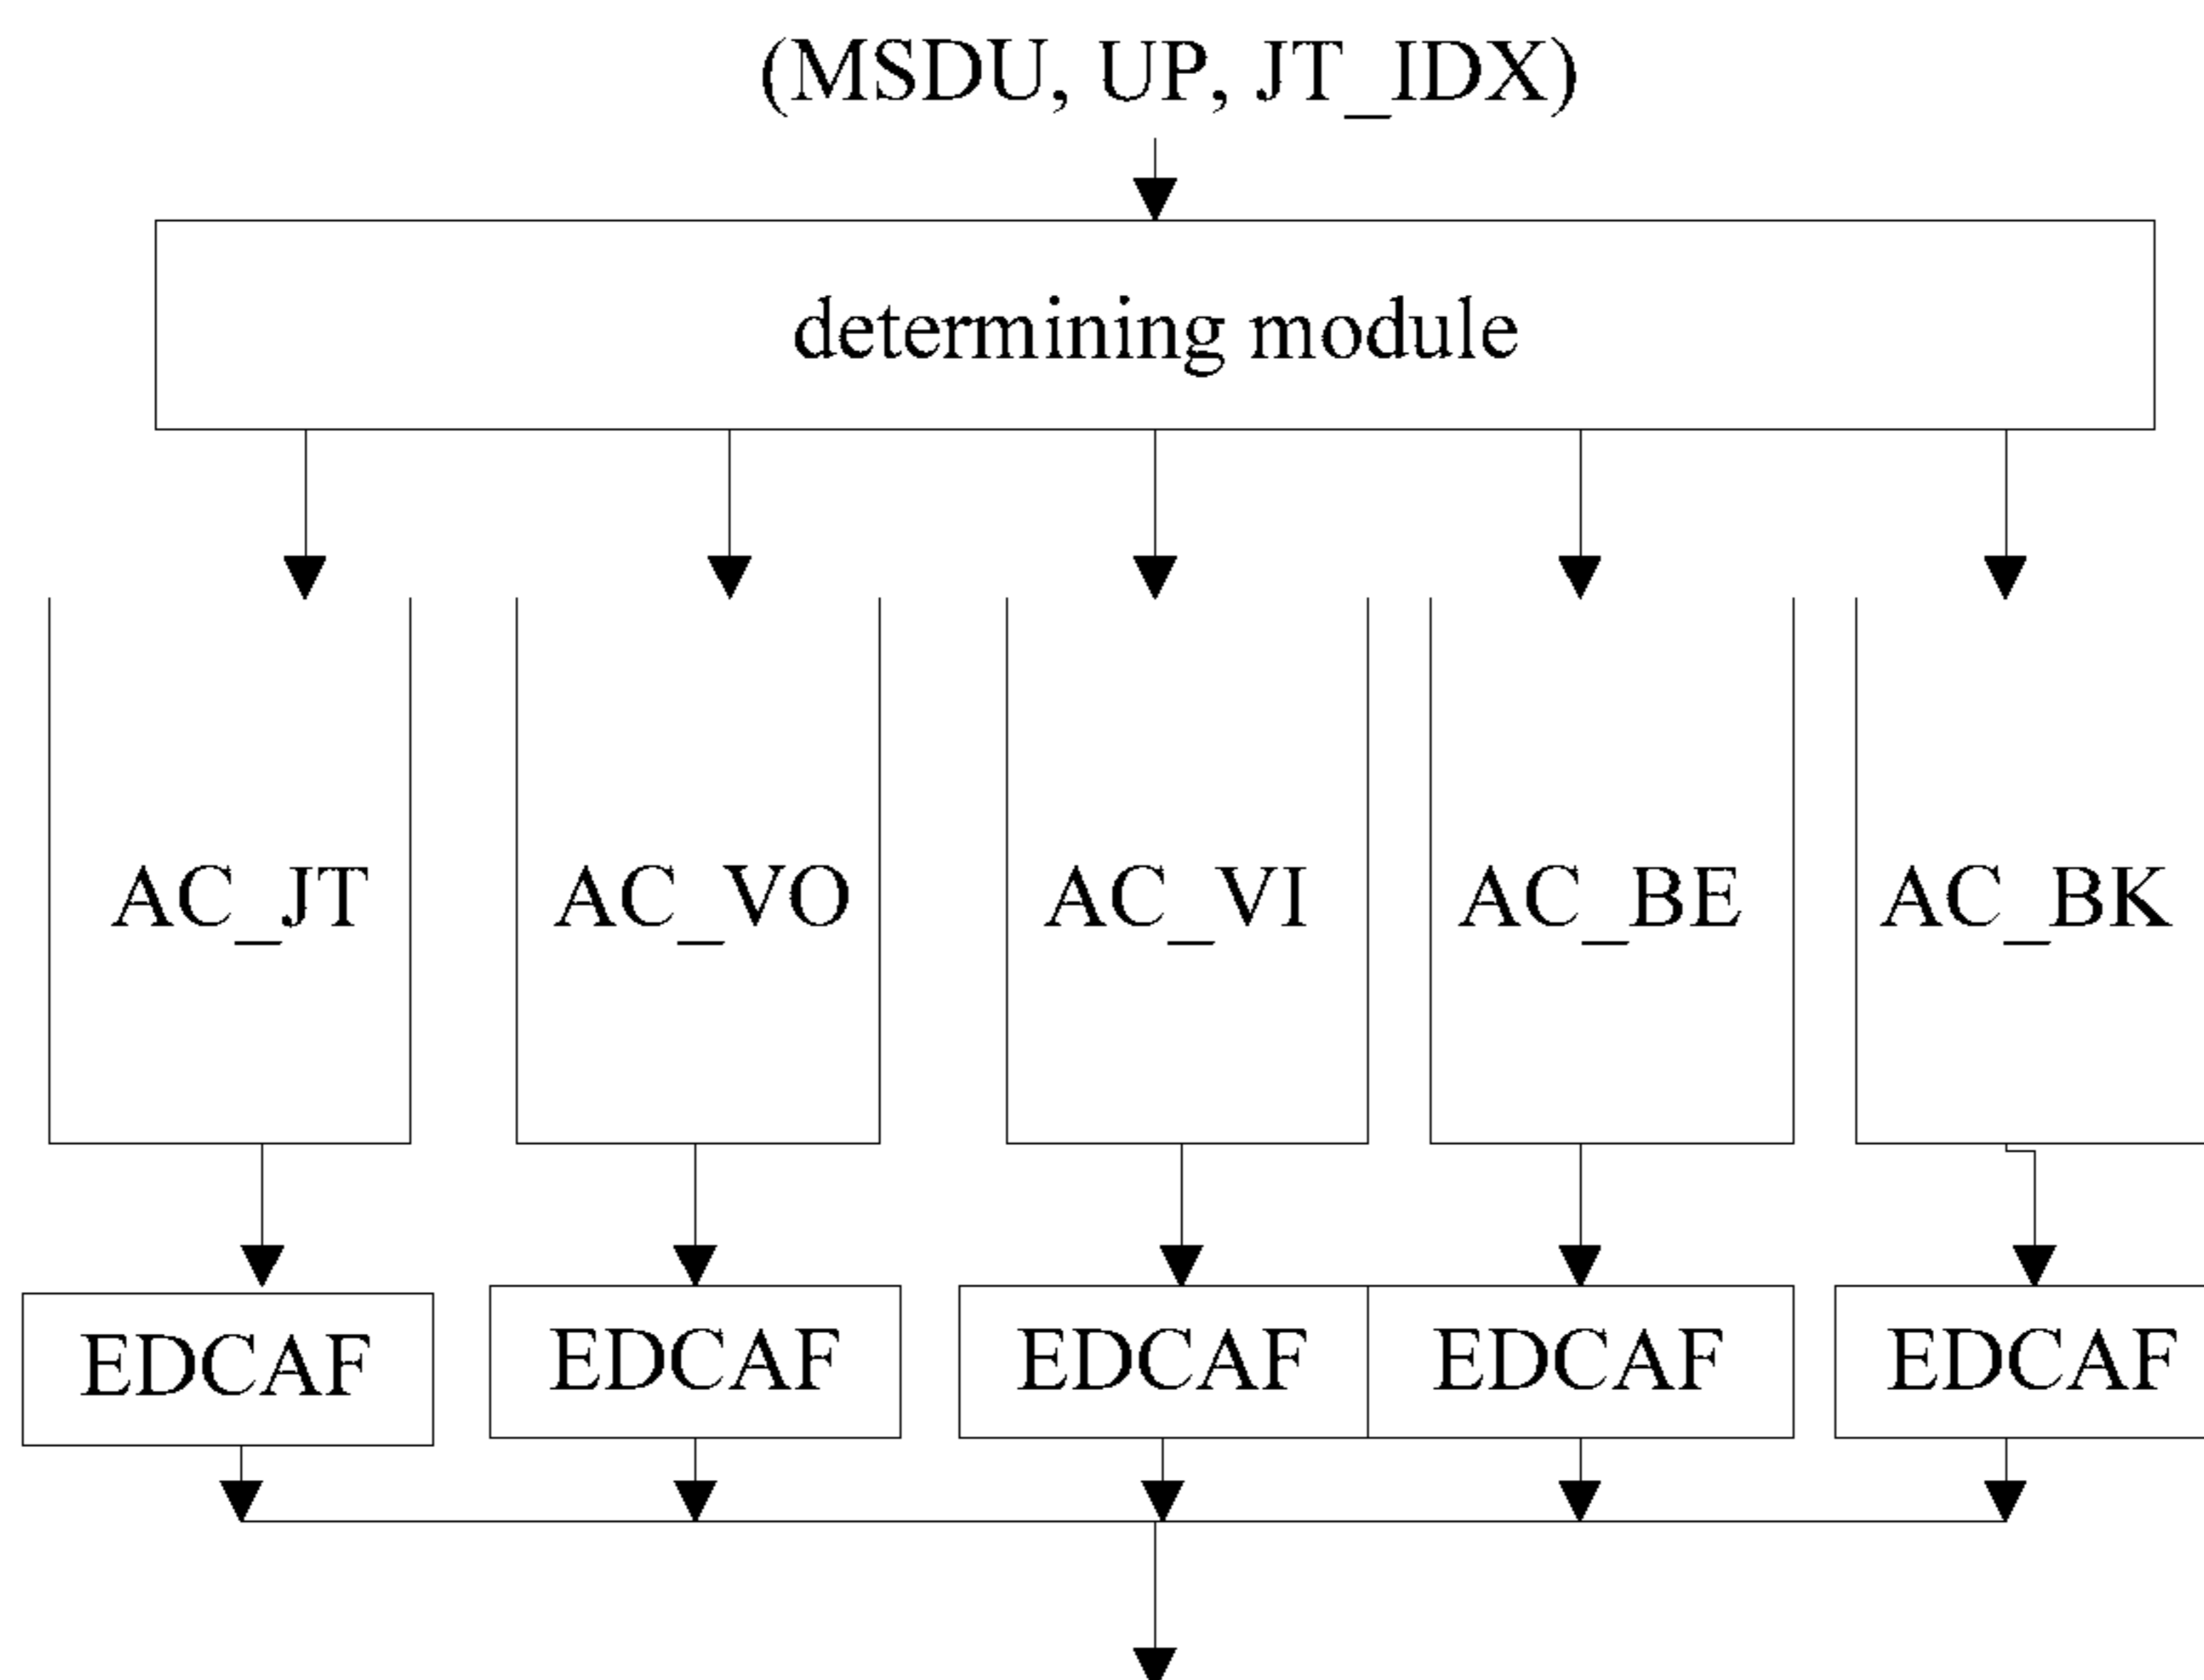 (MSDU, UP, JT_IDX)
determining module
AC_JT AC_VO AC_VI AC_BE AC_BK
EDCAF EDCAF EDCAF EDCAF EDCAF